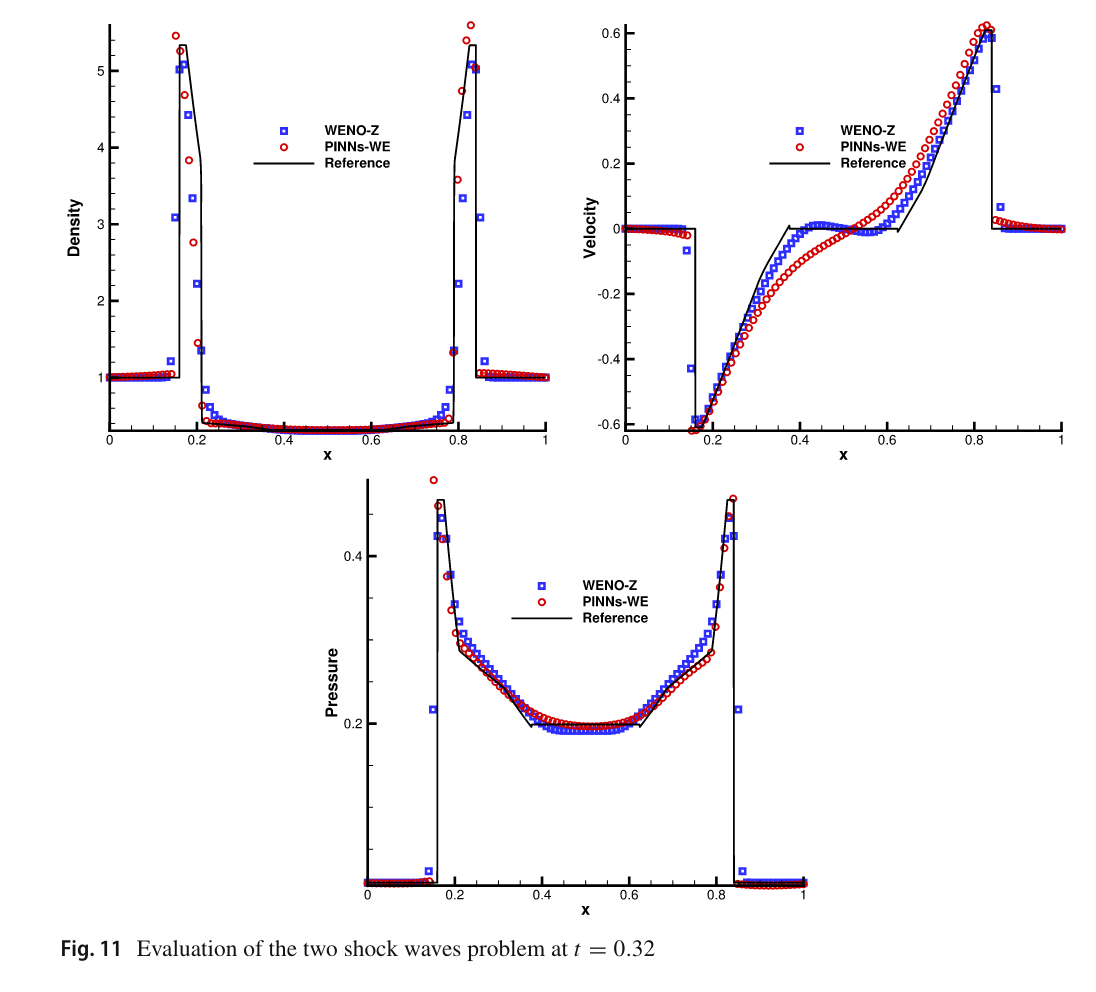 5
4
3
2
1
Density
WENO-Z
PINNs-WE
Reference
0 0.2 0.4 0.6 0.8 1
x
0.6
0.4
0.2
0
-0.2
-0.4
-0.6
Velocity
WENO-Z
PINNs-WE
Reference
0 0.2 0.4 0.6 0.8 1
x
0.4
0.2
Pressure
WENO-Z
PINNs-WE
Reference
0 0.2 0.4 0.6 0.8 1
x
Fig. 11 Evaluation of the two shock waves problem at t = 0.32